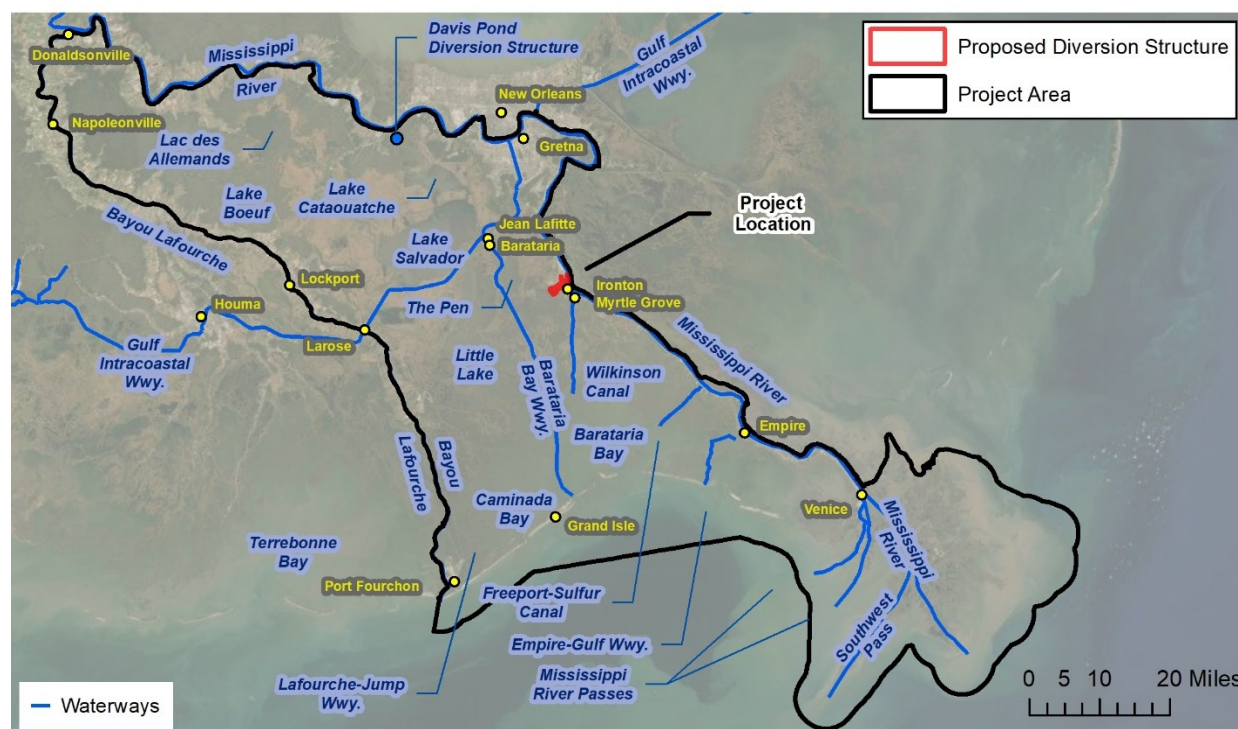 Davis Pond
Diversion Structure
Proposed Diversion Structure
Project Area
Donaldsonville
Mississippi
River
Gulf
Intracoastal
Wwy.
New Orleans
Napoleonville
Gretna
Lac des
Allemands
Lake
Boeuf
Lake
Cataouatche
Project
Location
Bayou Lafourche
Jean Lafitte
Barataria
Lake
Salvador
Lockport
Ironton
Myrtle Grove
Houma
The Pen
Larose
Gulf
Intracoastal
Wwy.
Little
Lake
Barataria
Bay Wwy.
Wilkinson
Canal
Mississippi River
Barataria
Bay
Empire
Bayou
Lafourche
Caminada
Bay
Grand Isle
Venice
Mississippi
River
Terrebonne
Bay
Port Fourchon
Freeport-Sulfur
Canal
Empire-Gulf Wwy.
Southwest
Pass
Mississippi
River Passes
Lafourche-Jump
Wwy.
0 5 10 20 Miles
Waterways